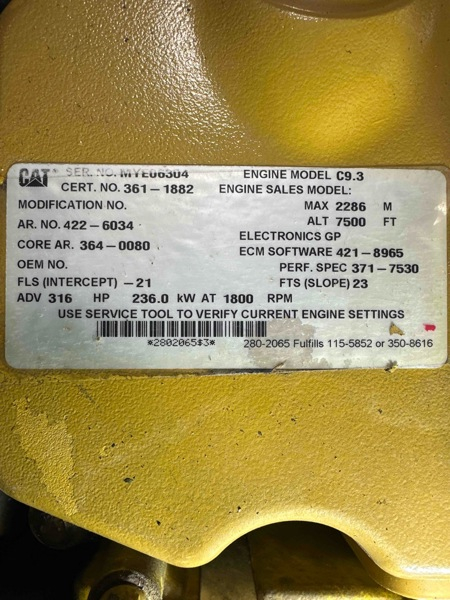 CAT SER. NO. MYE06304 ENGINE MODEL C9.3
CERT. NO. 361-1882 ENGINE SALES MODEL:
MODIFICATION NO. MAX 2286 M
AR. NO. 422-6034 ALT 7500 FT
ELECTRONICS GP
CORE AR. 364-0080 ECM SOFTWARE 421-8965
OEM NO. PERF. SPEC 371-7530
FLS (INTERCEPT) -21 FTS (SLOPE) 23
ADV 316 HP 236.0 kW AT 1800 RPM
USE SERVICE TOOL TO VERIFY CURRENT ENGINE SETTINGS
*2802065$3* 280-2065 Fulfills 115-5852 or 350-8616